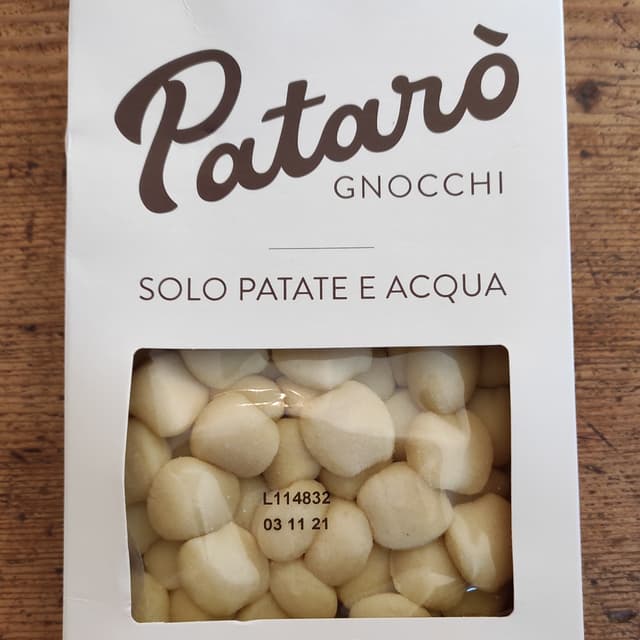 Patarò
GNOCCHI
SOLO PATATE E ACQUA
L114832
03 11 21